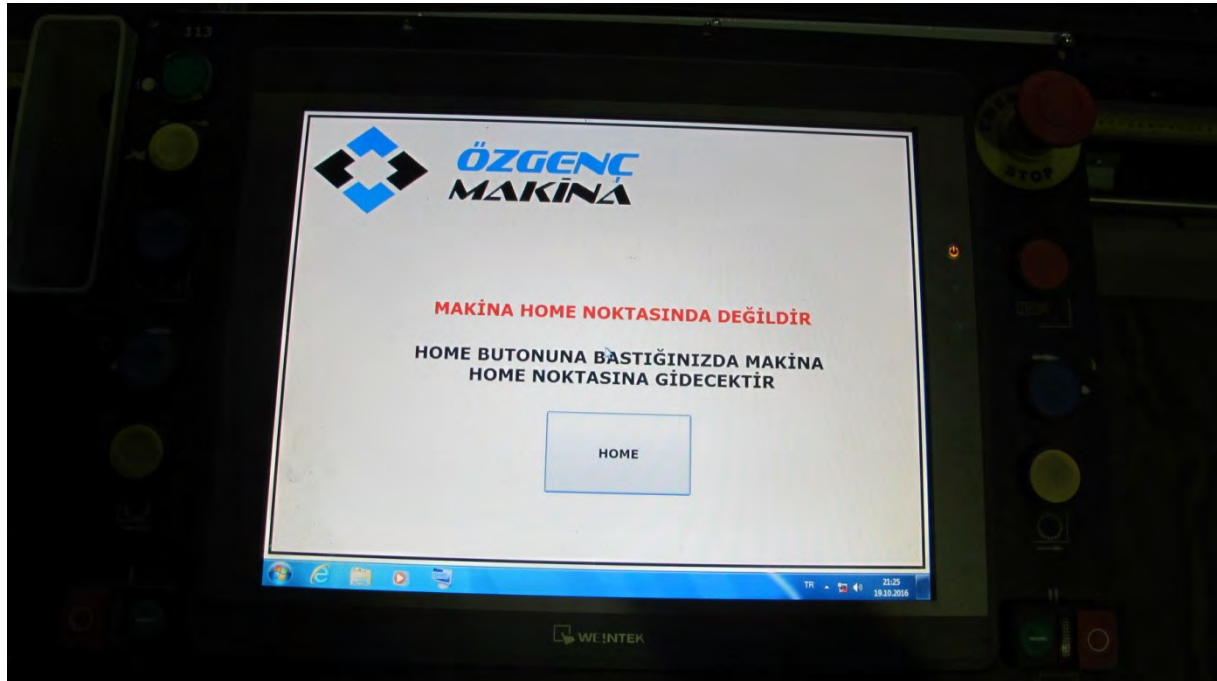 113
ÖZGENÇ
MAKİNA
MAKİNA HOME NOKTASINDA DEĞİLDİR
HOME BUTONUNA BASTIĞINIZDA MAKİNA
HOME NOKTASINA GİDECEKTİR
HOME
TR
21:25
19.10.2016
WEINTEK
STOP